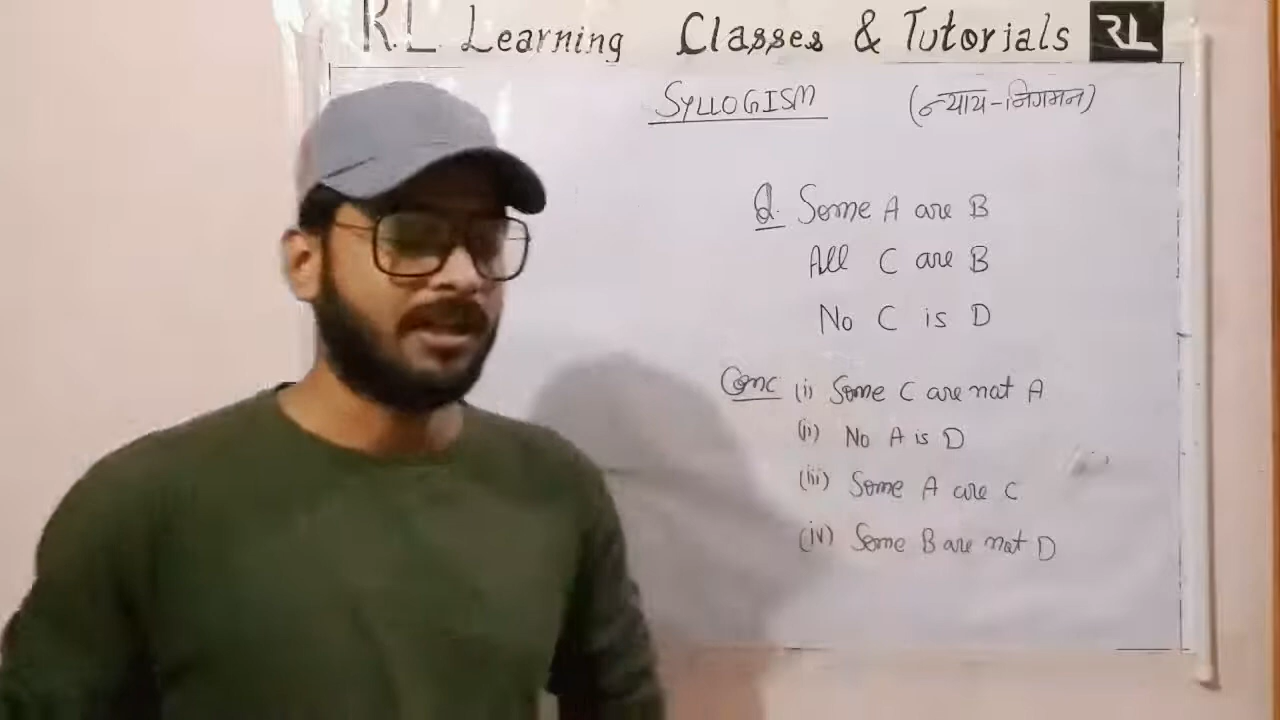 RL Learning Classes & Tutorials RL
SYLLOGISM (न्याय-निगमन)
Q. Some A are B
All C are B
No C is D
Conc (i) Some C are not A
(ii) No A is D
(iii) Some A are C
(iv) Some B are not D